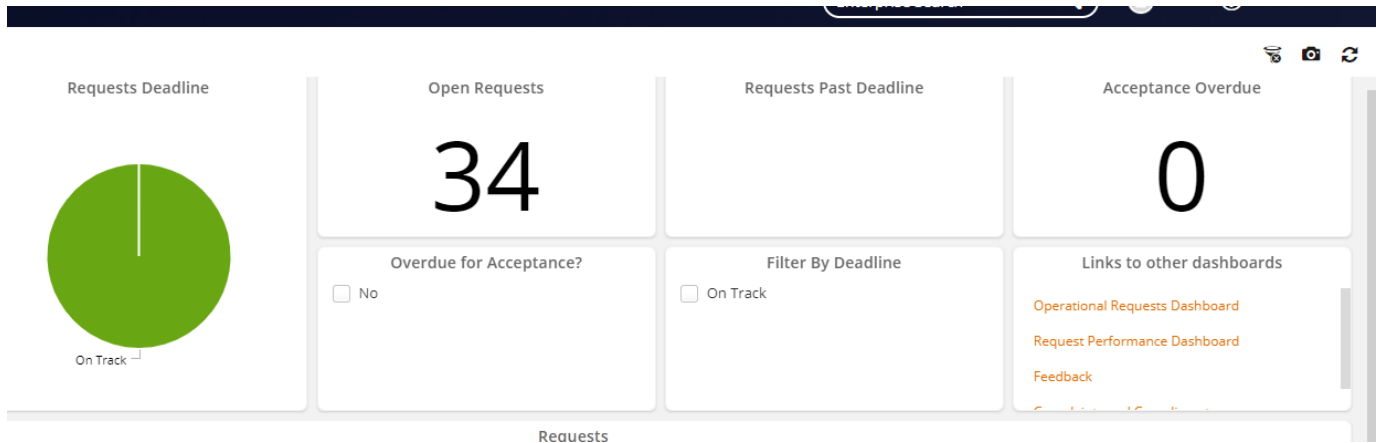 Requests Deadline
Open Requests
Requests Past Deadline
Acceptance Overdue
34
0
On Track
Overdue for Acceptance?
No
Filter By Deadline
On Track
Links to other dashboards
Operational Requests Dashboard
Request Performance Dashboard
Feedback
Requests